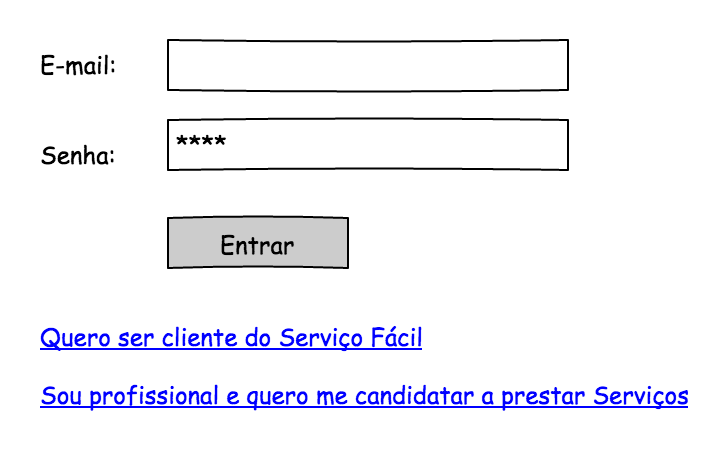 E-mail:
Senha: ****
Entrar
Quero ser cliente do Serviço Fácil
Sou profissional e quero me candidatar a prestar Serviços